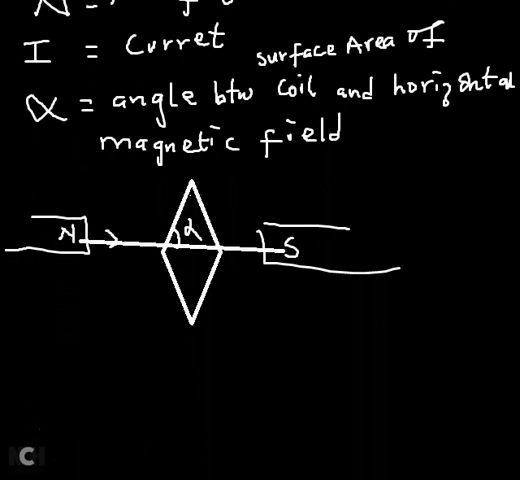 I = Curret surface Area of
α = angle btw coil and horizontal
magnetic field
N α S